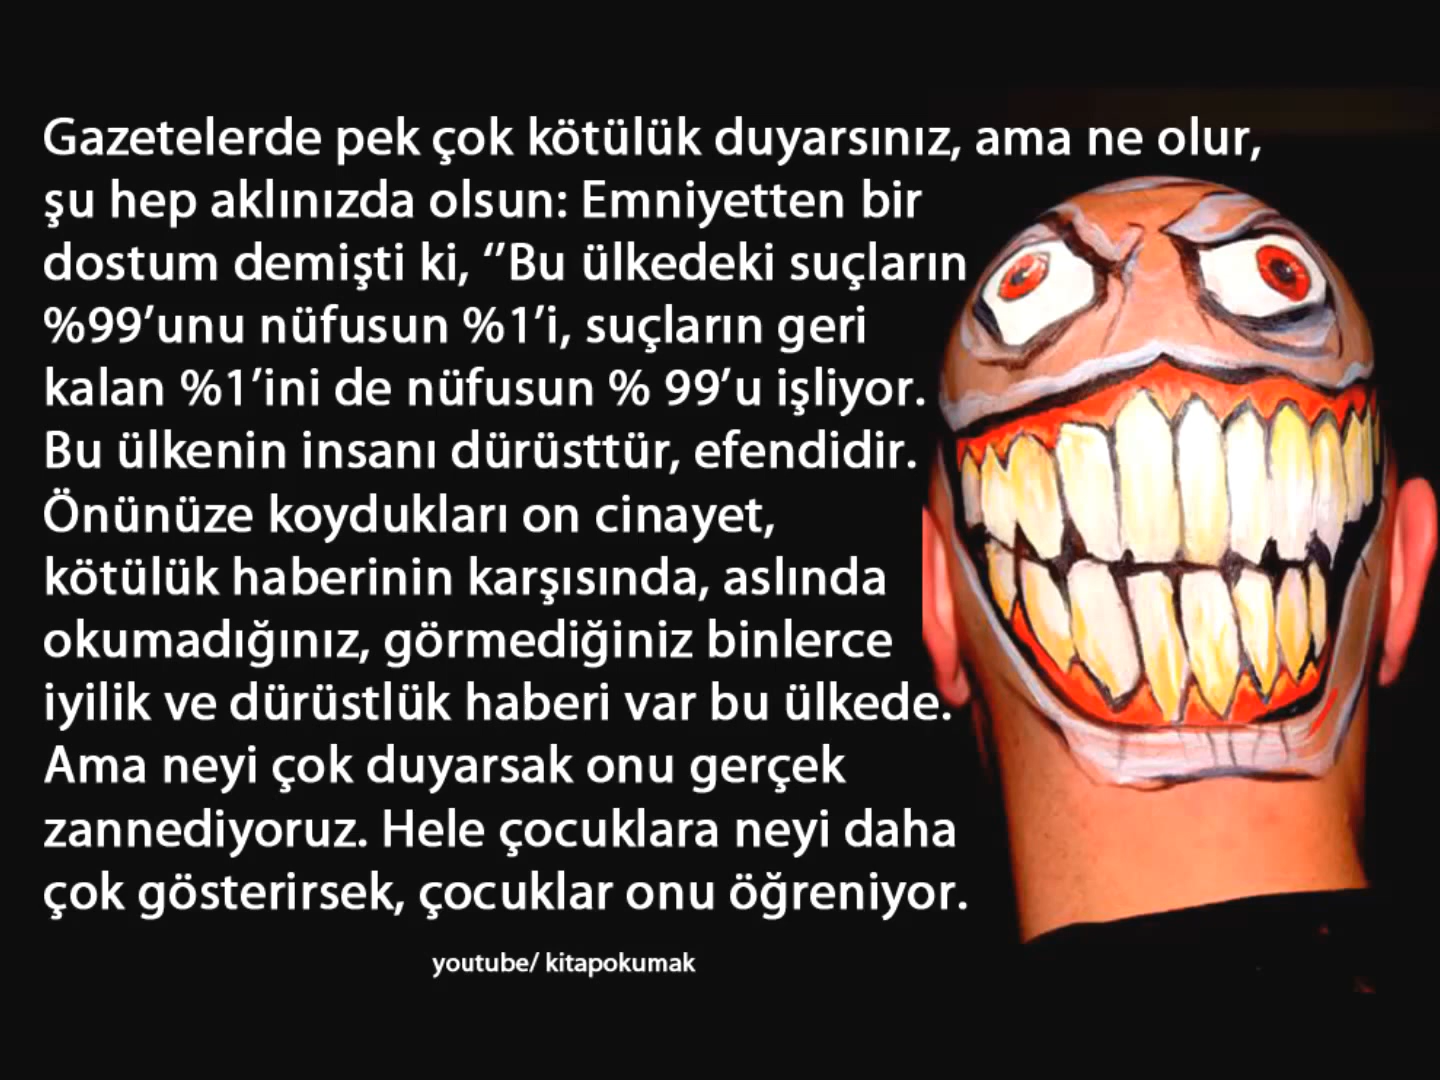 Gazetelerde pek çok kötülük duyarsınız, ama ne olur,
şu hep aklınızda olsun: Emniyetten bir
dostum demişti ki, ‘’Bu ülkedeki suçların
%99’unu nüfusun %1’i, suçların geri
kalan %1’ini de nüfusun % 99’u işliyor.
Bu ülkenin insanı dürüsttür, efendidir.
Önünüze koydukları on cinayet,
kötülük haberinin karşısında, aslında
okumadığınız, görmediğiniz binlerce
iyilik ve dürüstlük haberi var bu ülkede.
Ama neyi çok duyarsak onu gerçek
zannediyoruz. Hele çocuklara neyi daha
çok gösterirsek, çocuklar onu öğreniyor.
youtube/ kitapokumak